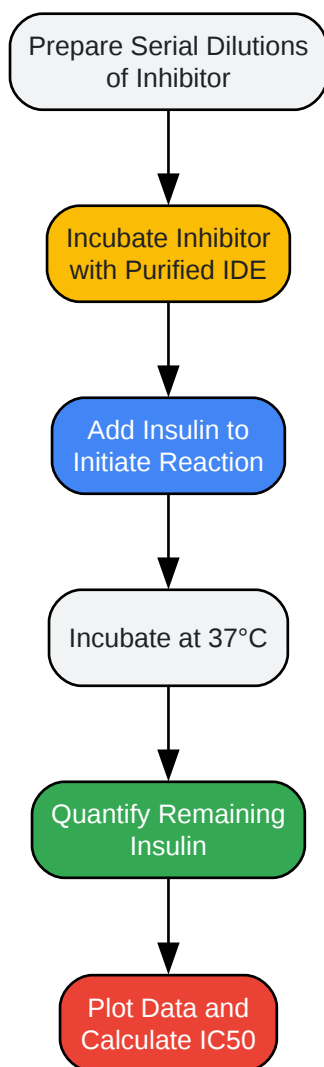 Prepare Serial Dilutions
of Inhibitor
Incubate Inhibitor
with Purified IDE
Add Insulin to
Initiate Reaction
Incubate at 37°C
Quantify Remaining
Insulin
Plot Data and
Calculate IC50